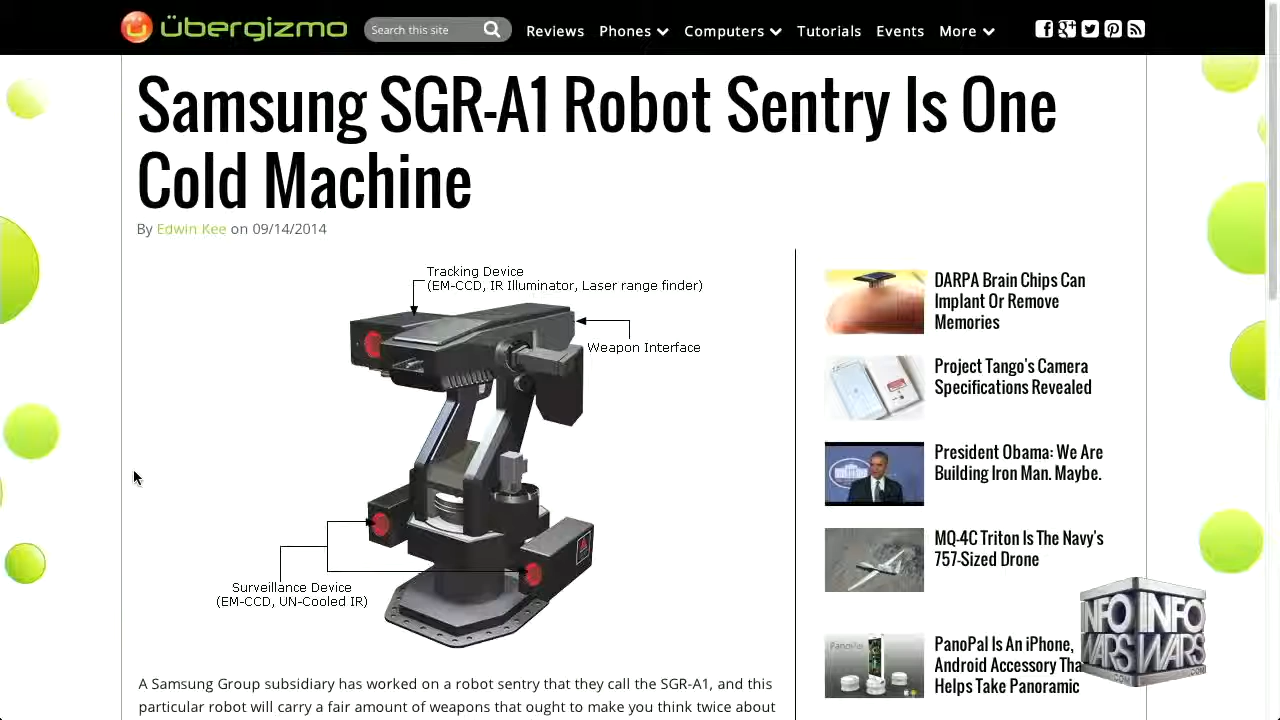 übergizmo
Search this site
Reviews
Phones
Computers
Tutorials
Events
More
Samsung SGR-A1 Robot Sentry Is One
Cold Machine
By Edwin Kee on 09/14/2014
Tracking Device
(EM-CCD, IR Illuminator, Laser range finder)
Weapon Interface
Surveillance Device
(EM-CCD, UN-Cooled IR)
A Samsung Group subsidiary has worked on a robot sentry that they call the SGR-A1, and this
particular robot will carry a fair amount of weapons that ought to make you think twice about
DARPA Brain Chips Can
Implant Or Remove
Memories
Project Tango's Camera
Specifications Revealed
President Obama: We Are
Building Iron Man. Maybe.
MQ-4C Triton Is The Navy's
757-Sized Drone
PanoPal Is An iPhone,
Android Accessory Tha
Helps Take Panoramic
INFO INFO
WARS WARS
.COM